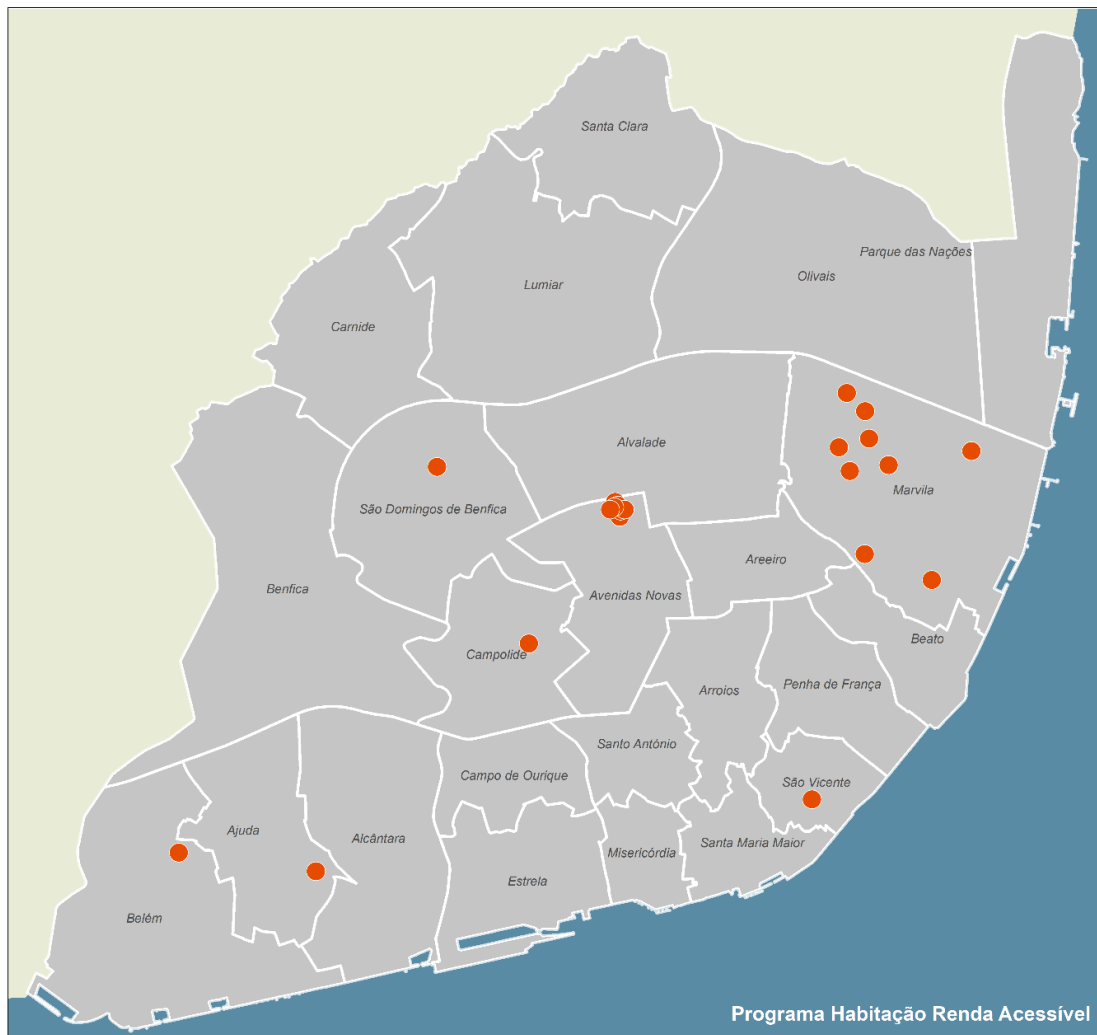 Santa Clara
Parque das Nações
Olivais
Lumiar
Carnide
Alvalade
Marvila
São Domingos de Benfica
Areeiro
Benfica
Avenidas Novas
Beato
Campolide
Penha de França
Arroios
Santo António
Campo de Ourique
São Vicente
Ajuda
Alcântara
Santa Maria Maior
Misericórdia
Estrela
Belém
Programa Habitação Renda Acessível